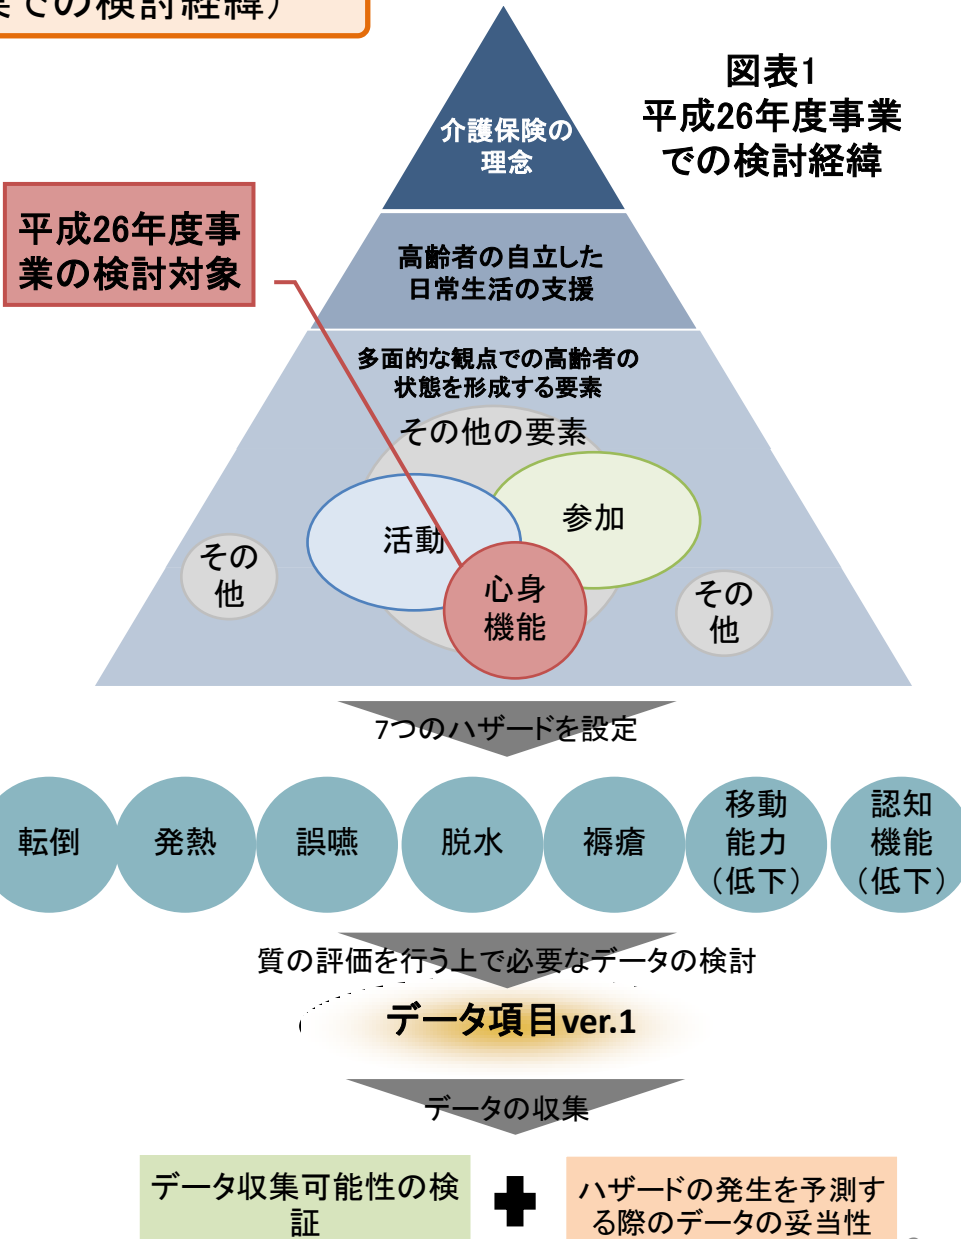 業での検討経緯）
図表1
平成26年度事業
での検討経緯
介護保険の
理念
平成26年度事
業の検討対象
高齢者の自立した
日常生活の支援
多面的な観点での高齢者の
状態を形成する要素
その他の要素
活動
参加
心身
機能
その
他
その
他
7つのハザードを設定
転倒
発熱
誤嚥
脱水
褥瘡
移動
能力
（低下）
認知
機能
（低下）
質の評価を行う上で必要なデータの検討
データ項目ver.1
データの収集
データ収集可能性の検
証
ハザードの発生を予測す
る際のデータの妥当性